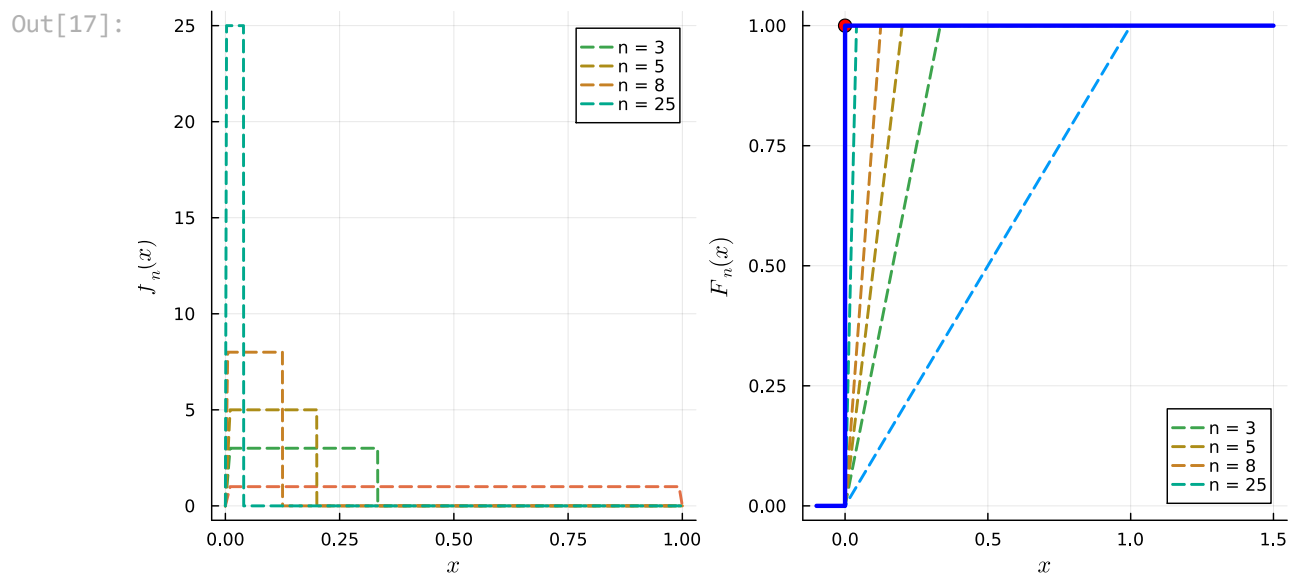 Out[17]:
25
20
15
10
5
0
0.00 0.25 0.50 0.75 1.00
x
f_n(x)
n = 3
n = 5
n = 8
n = 25
1.00
0.75
0.50
0.25
0.00
0.0 0.5 1.0 1.5
x
F_n(x)
n = 3
n = 5
n = 8
n = 25